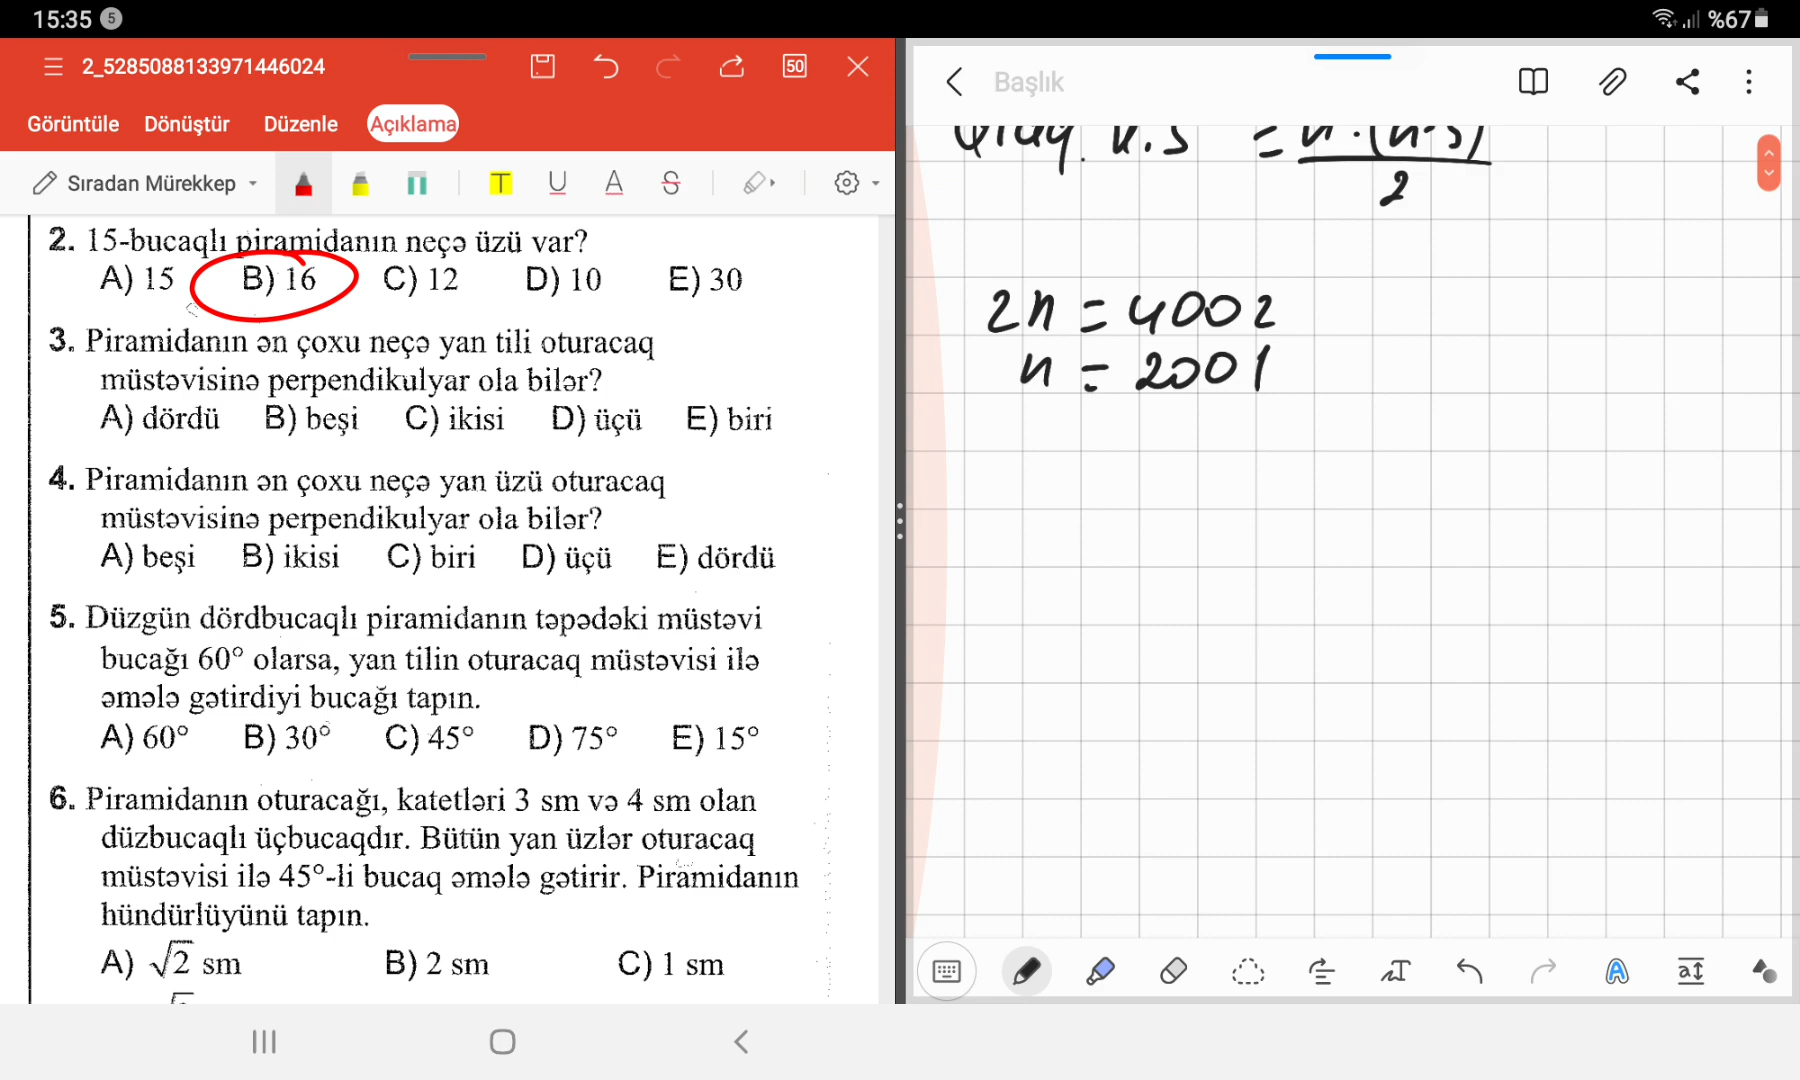 15:35 5
%67
2_5285088133971446024
50
Görüntüle Dönüştür Düzenle Açıklama
Sıradan Mürekkep
T U A S
2. 15-bucaqlı piramidanın neçə üzü var?
A) 15 B) 16 C) 12 D) 10 E) 30
3. Piramidanın ən çoxu neçə yan tili oturacaq
müstəvisinə perpendikulyar ola bilər?
A) dördü B) beşi C) ikisi D) üçü E) biri
4. Piramidanın ən çoxu neçə yan üzü oturacaq
müstəvisinə perpendikulyar ola bilər?
A) beşi B) ikisi C) biri D) üçü E) dördü
5. Düzgün dördbucaqlı piramidanın təpədəki müstəvi
bucağı 60° olarsa, yan tilin oturacaq müstəvisi ilə
əmələ gətirdiyi bucağı tapın.
A) 60° B) 30° C) 45° D) 75° E) 15°
6. Piramidanın oturacağı, katetləri 3 sm və 4 sm olan
düzbucaqlı üçbucaqdır. Bütün yan üzlər oturacaq
müstəvisi ilə 45°-li bucaq əmələ gətirir. Piramidanın
hündürlüyünü tapın.
A) √2 sm B) 2 sm C) 1 sm
Başlık
= n·(n-3)
2
2n = 4002
n = 2001